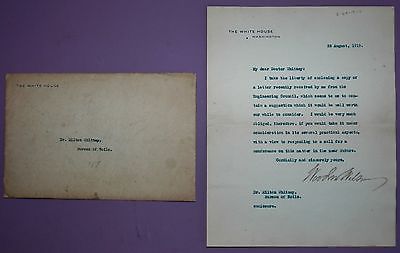 THE WHITE HOUSE
Dr. Milton Whitney,
Bureau of Soils.
THE WHITE HOUSE
WASHINGTON
22 August, 1919.
My dear Doctor Whitney:
I take the liberty of enclosing a copy of
a letter recently received by me from the
Engineering Council, which seems to me to
contain a suggestion which it would be well worth
our while to consider. I would be very much
obliged, therefore, if you would take it under
consideration in its several practical aspects,
with a view to responding to a call for a
conference on this matter in the near future.
Cordially and sincerely yours,
Woodrow Wilson
Dr. Milton Whitney,
Bureau of Soils.
Enclosure.